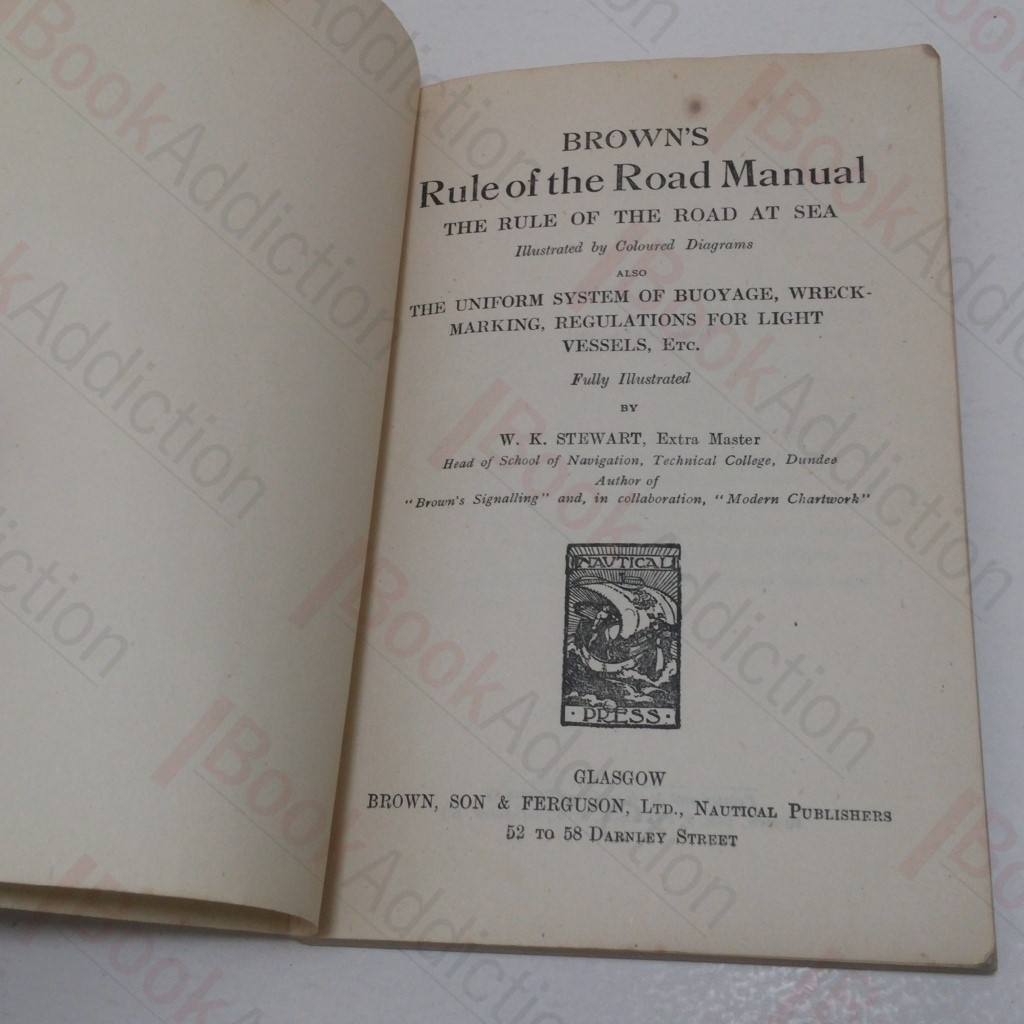 BROWN'S
Rule of the Road Manual
THE RULE OF THE ROAD AT SEA
Illustrated by Coloured Diagrams
ALSO
THE UNIFORM SYSTEM OF BUOYAGE, WRECK-
MARKING, REGULATIONS FOR LIGHT
VESSELS, Etc.
Fully Illustrated
BY
W. K. STEWART, Extra Master
Head of School of Navigation, Technical College, Dundee
Author of
"Brown's Signalling" and, in collaboration, "Modern Chartwork"
NAUTICAL
· PRESS ·
GLASGOW
BROWN, SON & FERGUSON, Ltd., Nautical Publishers
52 to 58 Darnley Street
BookAddiction